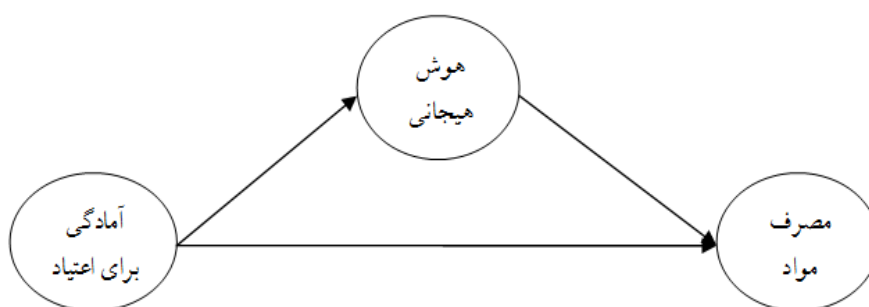 هوش
هیجانی
آمادگی
برای اعتیاد
مصرف
مواد